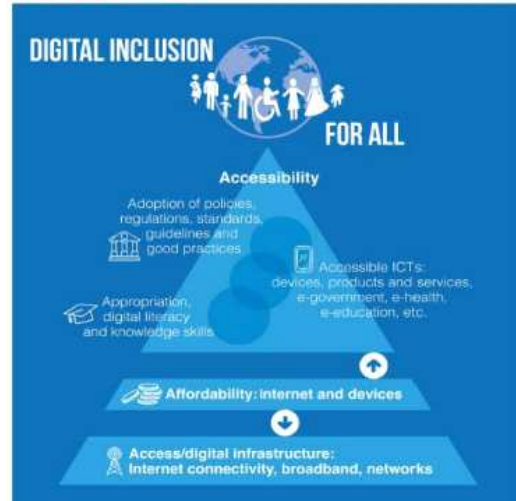 DIGITAL INCLUSION
FOR ALL
Accessibility
Adoption of policies,
regulations, standards,
guidelines and
good practices
Accessible ICTs:
devices, products and services,
e-government, e-health,
e-education, etc.
Appropriation,
digital literacy
and knowledge skills
Affordability: Internet and devices
Access/digital infrastructure:
Internet connectivity, broadband, networks